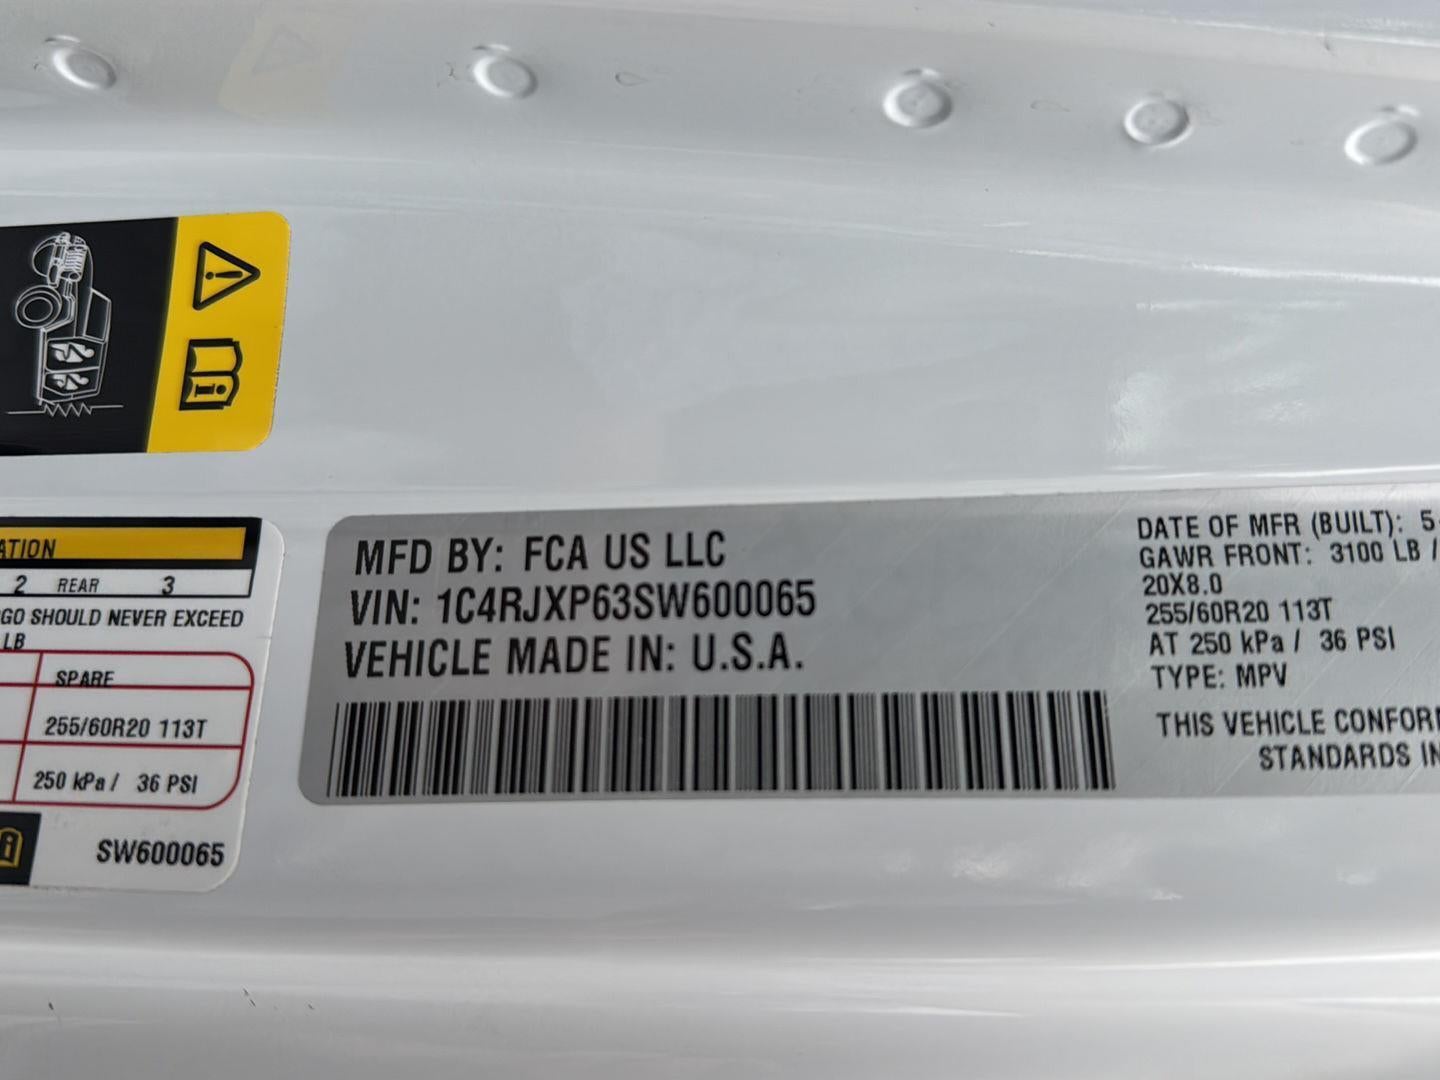 ATION
2 REAR 3
GO SHOULD NEVER EXCEED
LB
SPARE
255/60R20 113T
250 kPa / 36 PSI
SW600065
MFD BY: FCA US LLC
VIN: 1C4RJXP63SW600065
VEHICLE MADE IN: U.S.A.
DATE OF MFR (BUILT): 5-
GAWR FRONT: 3100 LB /
20X8.0
255/60R20 113T
AT 250 kPa / 36 PSI
TYPE: MPV
THIS VEHICLE CONFOR
STANDARDS IN